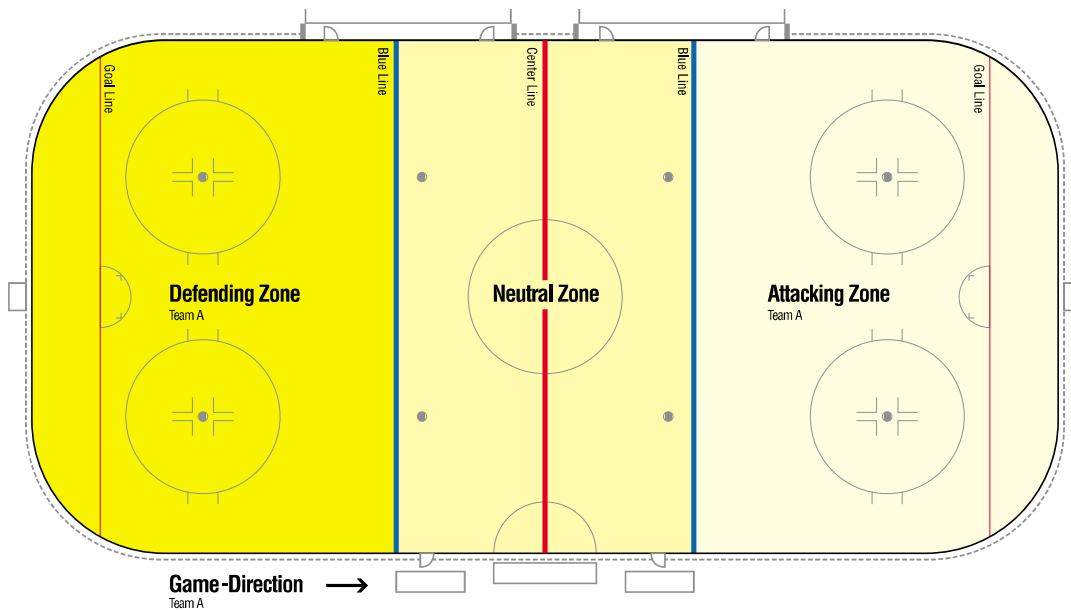 Goal Line
Blue Line
Center Line
Blue Line
Goal Line
Defending Zone
Team A
Neutral Zone
Attacking Zone
Team A
Game-Direction
Team A